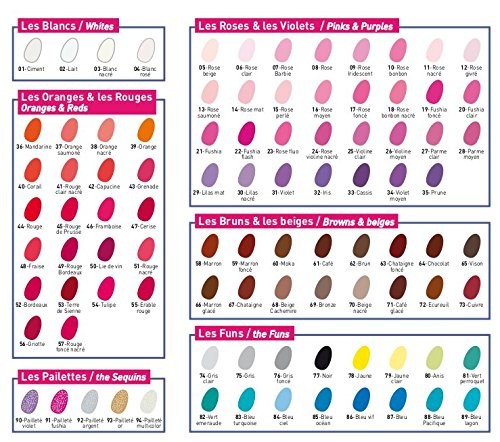 Les Blancs / Whites
01-Ciment 02-Lait 03-Blanc nacré 04-Blanc rosé
Les Oranges & les Rouges
Oranges & Reds
36-Mandarine 37-Orange saumoné 38-Orange nacré 39-Orange
40-Corail 41-Rouge clair nacré 42-Capucine 43-Grenade
44-Rouge 45-Rouge de Prusse 46-Framboise 47-Cerise
48-Fraise 49-Rouge Bordeaux 50-Lie de vin 51-Rouge nacré
52-Bordeaux 53-Terre de Sienne 54-Tulipe 55-Erable rouge
56-Griotte 57-Rouge foncé nacré
Les Pailettes / the Sequins
90-Pailleté violet 91-Pailleté fushia 92-Pailleté argent 93-Pailleté or 94-Pailleté multicolor
Les Roses & les Violets / Pinks & Purples
05-Rose beige 06-Rose clair 07-Rose Barbie 08-Rose 09-Rose Iridescent 10-Rose bonbon 11-Rose nacré 12-Rose givré
13-Rose saumoné 14-Rose mat 15-Rose perlé 16-Rose moyen 17-Rose foncé 18-Rose bonbon nacré 19-Fushia foncé 20-Fushia clair
21-Fushia 22-Fushia flash 23-Rose fluo 24-Rose violine nacré 25-Violine clair 26-Violine moyen 27-Parme clair 28-Parme moyen
29-Lilas mat 30-Lilas nacré 31-Violet 32-Iris 33-Cassis 34-Violet moyen 35-Prune
Les Bruns & les beiges / Browns & beiges
58-Marron 59-Marron foncé 60-Moka 61-Café 62-Brun 63-Chataigne foncé 64-Chocolat 65-Vison
66-Marron glacé 67-Chataigne 68-Beige Cachemire 69-Bronze 70-Beige nacré 71-Café glacé 72-Ecureuil 73-Cuivre
Les Funs / the Funs
74-Gris clair 75-Gris 76-Gris foncé 77-Noir 78-Jaune 79-Jaune clair 80-Anis 81-Vert perroquet
82-Vert emeraude 83-Bleu turquoise 84-Bleu ciel 85-Bleu océan 86-Bleu vif 87-Bleu 88-Bleu Pacifique 89-Bleu lagon